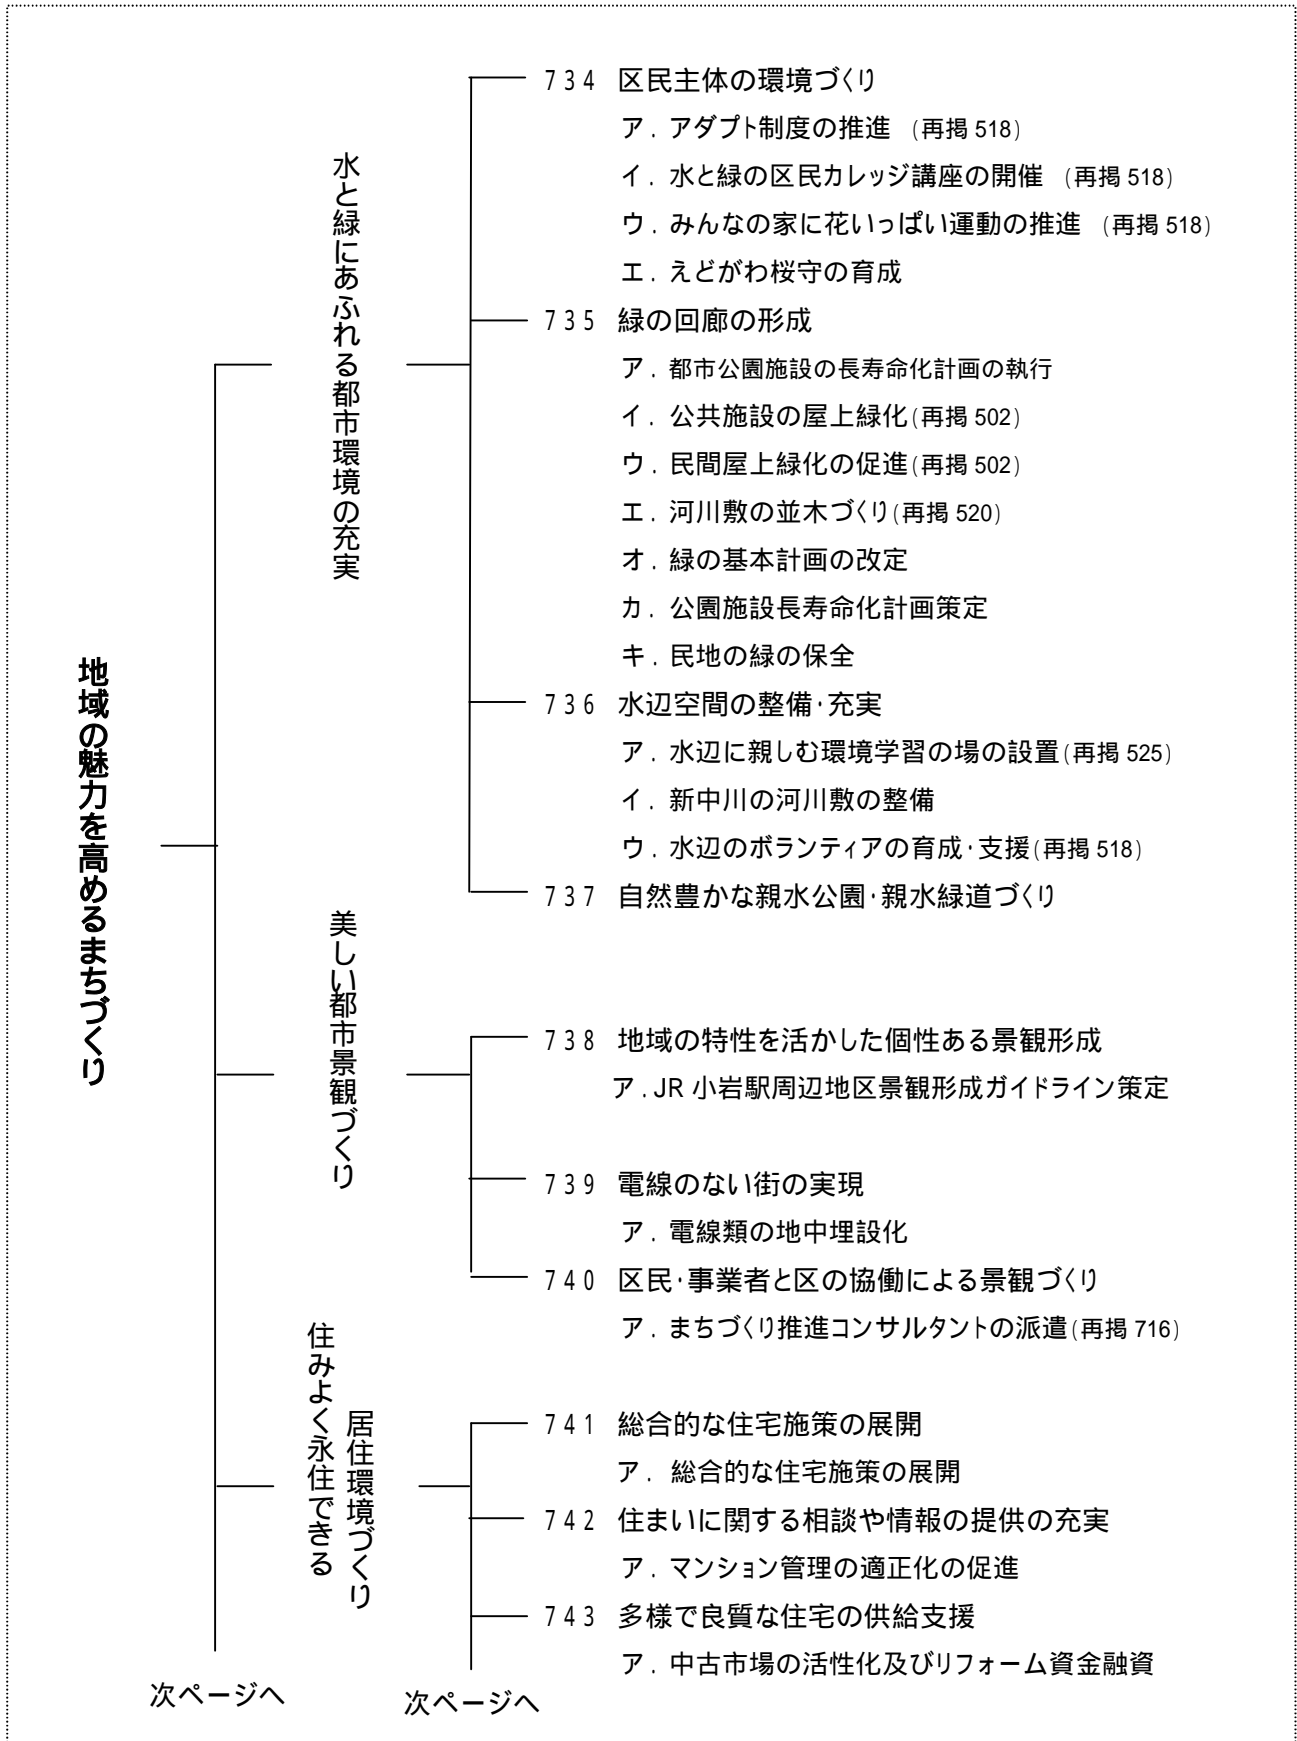 地域の魅力を高めるまちづくり
水と緑にあふれる都市環境の充実
734 区民主体の環境づくり
ア．アダプト制度の推進 (再掲 518)
イ．水と緑の区民カレッジ講座の開催 (再掲 518)
ウ．みんなの家に花いっぱい運動の推進 (再掲 518)
エ．えどがわ桜守の育成
735 緑の回廊の形成
ア．都市公園施設の長寿命化計画の執行
イ．公共施設の屋上緑化(再掲 502)
ウ．民間屋上緑化の促進(再掲 502)
エ．河川敷の並木づくり(再掲 520)
オ．緑の基本計画の改定
カ．公園施設長寿命化計画策定
キ．民地の緑の保全
736 水辺空間の整備・充実
ア．水辺に親しむ環境学習の場の設置(再掲 525)
イ．新中川の河川敷の整備
ウ．水辺のボランティアの育成・支援(再掲 518)
737 自然豊かな親水公園・親水緑道づくり
美しい都市景観づくり
738 地域の特性を活かした個性ある景観形成
ア．JR 小岩駅周辺地区景観形成ガイドライン策定
739 電線のない街の実現
ア．電線類の地中埋設化
740 区民・事業者と区の協働による景観づくり
ア．まちづくり推進コンサルタントの派遣(再掲 716)
住みよく永住できる
居住環境づくり
741 総合的な住宅施策の展開
ア．総合的な住宅施策の展開
742 住まいに関する相談や情報の提供の充実
ア．マンション管理の適正化の促進
743 多様で良質な住宅の供給支援
ア．中古市場の活性化及びリフォーム資金融資
次ページへ
次ページへ